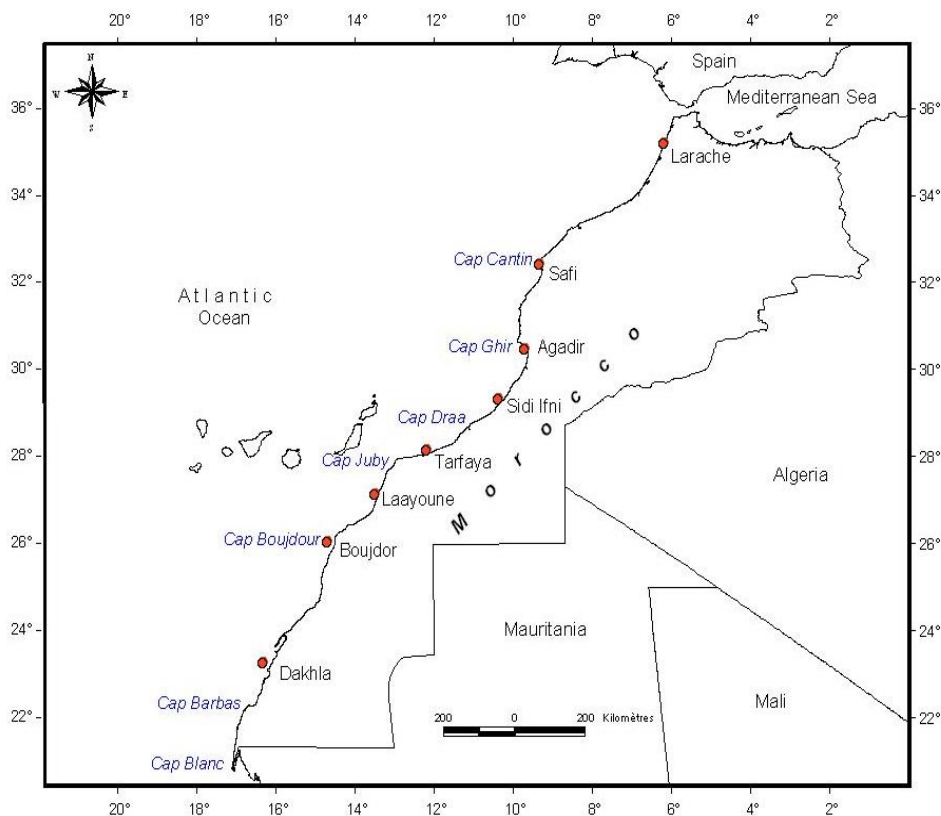 20° 18° 16° 14° 12° 10° 8° 6° 4° 2°
N
W E
S
Spain
Mediterranean Sea
36° 36°
Larache
34° 34°
Cap Cantin
Safi
32° 32°
Atlantic
Ocean
Cap Ghir Agadir
30° 30°
Sidi Ifni
Cap Draa
28° 28°
Cap Juby Tarfaya
Morocco
Algeria
Laayoune
26° 26°
Cap Boujdour
Boujdor
24° 24°
Mauritania
Dakhla
Cap Barbas
Mali
22° 22°
200 0 200 Kilomètres
Cap Blanc
20° 18° 16° 14° 12° 10° 8° 6° 4° 2°